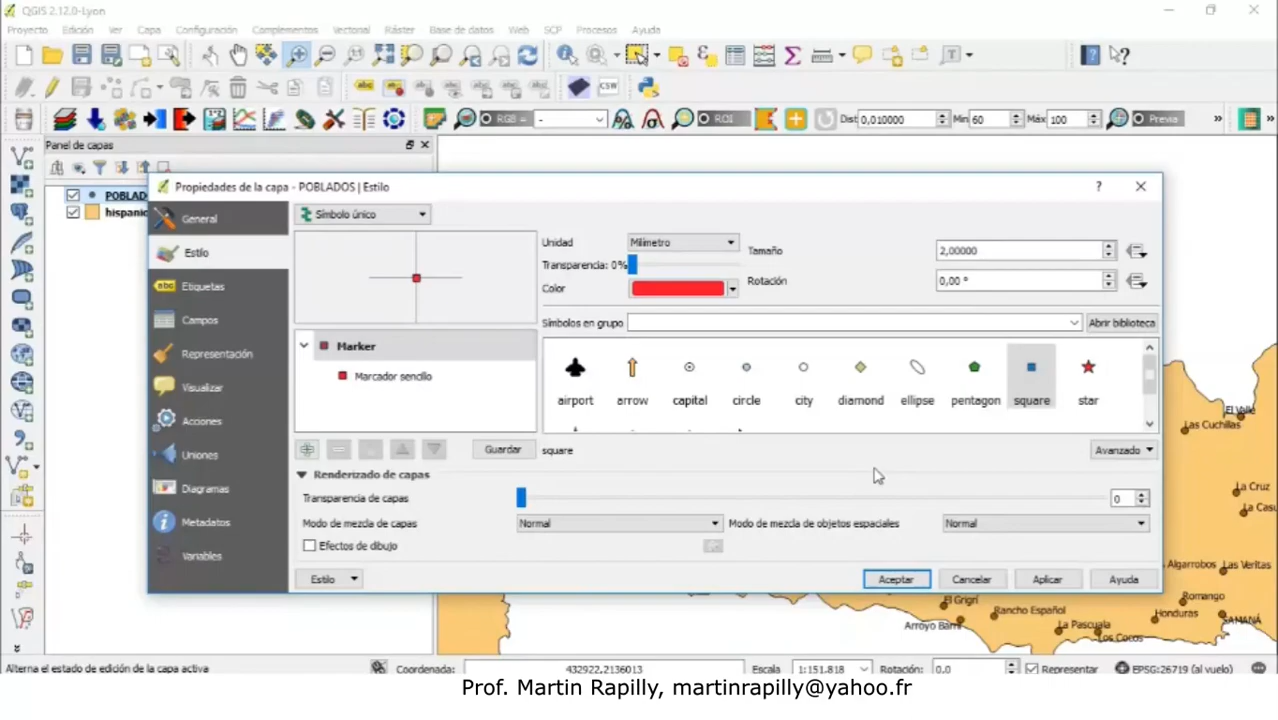 QGIS 2.12.0-Lyon
Proyecto Edición Ver Capa Configuración Complementos Vectorial Ráster Base de datos Web SCP Procesos Ayuda
RGB = - ROI Dist 0,010000 Min 60 Máx 100 Previa
Panel de capas
POBLAD
hispanic
Propiedades de la capa - POBLADOS | Estilo
General
Estilo
Etiquetas
Campos
Representación
Visualizar
Acciones
Uniones
Diagramas
Metadatos
Variables
Símbolo único
Unidad Milímetro
Transparencia: 0%
Color
Tamaño 2,00000
Rotación 0,00 °
Símbolos en grupo Abrir biblioteca
Marker
Marcador sencillo
airport arrow capital circle city diamond ellipse pentagon square star
Guardar square Avanzado
Renderizado de capas
Transparencia de capas 0
Modo de mezcla de capas Normal Modo de mezcla de objetos espaciales Normal
Efectos de dibujo
Estilo Aceptar Cancelar Aplicar Ayuda
El Valle
Las Cuchillas
La Cruz
Algarrobos Las Veritas
El Grigrí
Rancho Español
Romango
Honduras
SAMANÁ
Arroyo Barril
La Pascuala
Los Cocos
Alterna el estado de edición de la capa activa Coordenada: 432922,2136013 Escala 1:151.818 Rotación: 0,0 Representar EPSG:26719 (al vuelo)
Prof. Martin Rapilly, martinrapilly@yahoo.fr